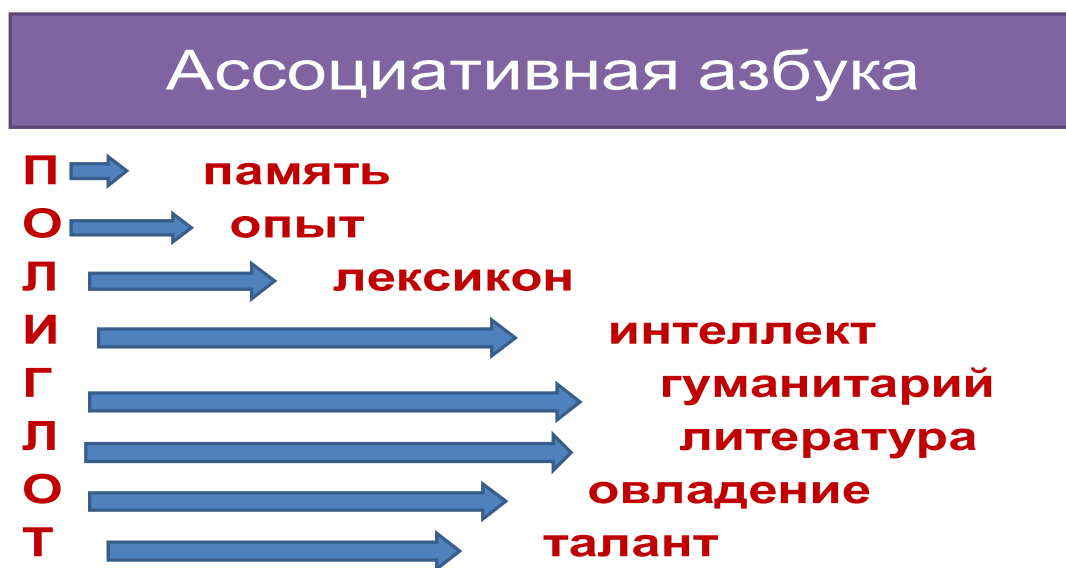 Ассоциативная азбука
П память
О опыт
Л лексикон
И интеллект
Г гуманитарий
Л литература
О овладение
Т талант